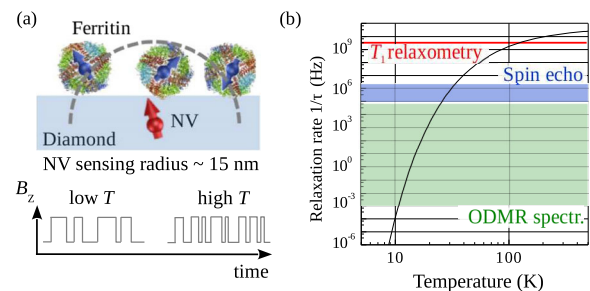 (a)
Ferritin
NV
Diamond
NV sensing radius ~ 15 nm
B_z
low T
high T
time
(b)
Relaxation rate 1/τ (Hz)
10^9
10^6
10^3
10^0
10^-3
10^-6
T_1 relaxometry
Spin echo
ODMR spectr.
10
100
Temperature (K)